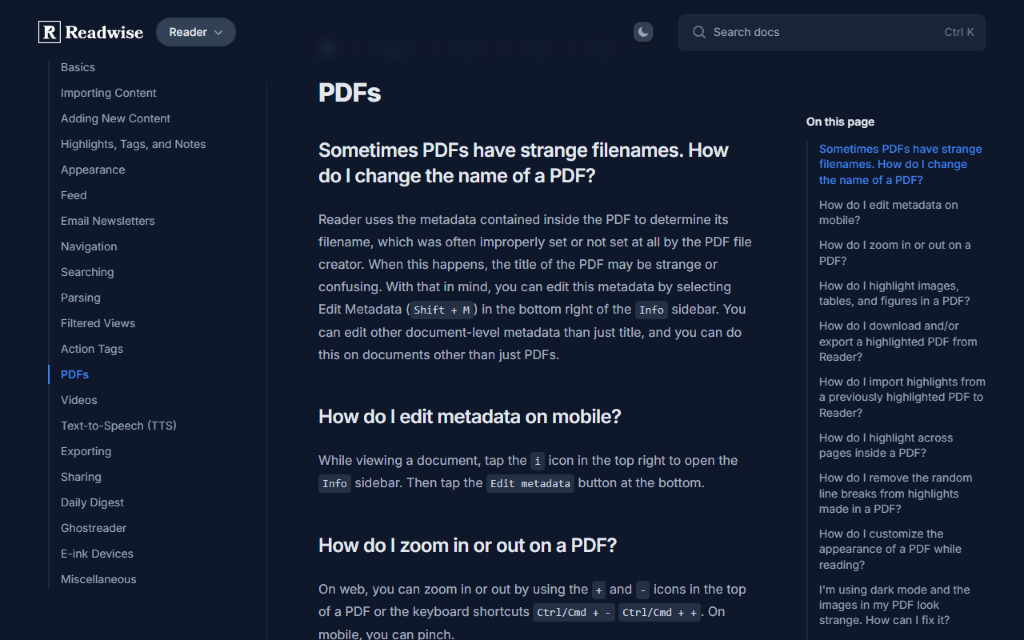 R Readwise
Reader
Search docs
Ctrl K
Basics
Importing Content
Adding New Content
Highlights, Tags, and Notes
Appearance
Feed
Email Newsletters
Navigation
Searching
Parsing
Filtered Views
Action Tags
PDFs
Videos
Text-to-Speech (TTS)
Exporting
Sharing
Daily Digest
Ghostreader
E-ink Devices
Miscellaneous
PDFs
Sometimes PDFs have strange filenames. How
do I change the name of a PDF?
Reader uses the metadata contained inside the PDF to determine its
filename, which was often improperly set or not set at all by the PDF file
creator. When this happens, the title of the PDF may be strange or
confusing. With that in mind, you can edit this metadata by selecting
Edit Metadata (Shift + M) in the bottom right of the Info sidebar. You
can edit other document-level metadata than just title, and you can do
this on documents other than just PDFs.
How do I edit metadata on mobile?
While viewing a document, tap the i icon in the top right to open the
Info sidebar. Then tap the Edit metadata button at the bottom.
How do I zoom in or out on a PDF?
On web, you can zoom in or out by using the + and - icons in the top
of a PDF or the keyboard shortcuts Ctrl/Cmd + - Ctrl/Cmd + +. On
mobile, you can pinch.
On this page
Sometimes PDFs have strange
filenames. How do I change
the name of a PDF?
How do I edit metadata on
mobile?
How do I zoom in or out on a
PDF?
How do I highlight images,
tables, and figures in a PDF?
How do I download and/or
export a highlighted PDF from
Reader?
How do I import highlights from
a previously highlighted PDF to
Reader?
How do I highlight across
pages inside a PDF?
How do I remove the random
line breaks from highlights
made in a PDF?
How do I customize the
appearance of a PDF while
reading?
I'm using dark mode and the
images in my PDF look
strange. How can I fix it?